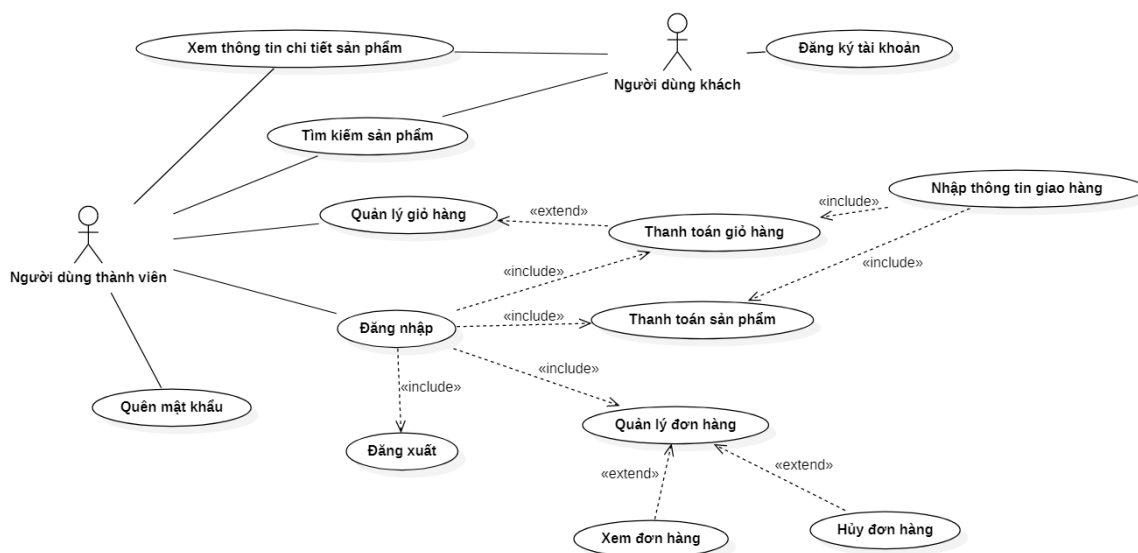 Xem thông tin chi tiết sản phẩm
Đăng ký tài khoản
Người dùng khách
Tìm kiếm sản phẩm
Nhập thông tin giao hàng
Quản lý giỏ hàng
«extend»
«include»
Thanh toán giỏ hàng
Người dùng thành viên
«include»
«include»
Đăng nhập
«include»
Thanh toán sản phẩm
«include»
«include»
Quên mật khẩu
Quản lý đơn hàng
Đăng xuất
«extend»
«extend»
Xem đơn hàng
Hủy đơn hàng